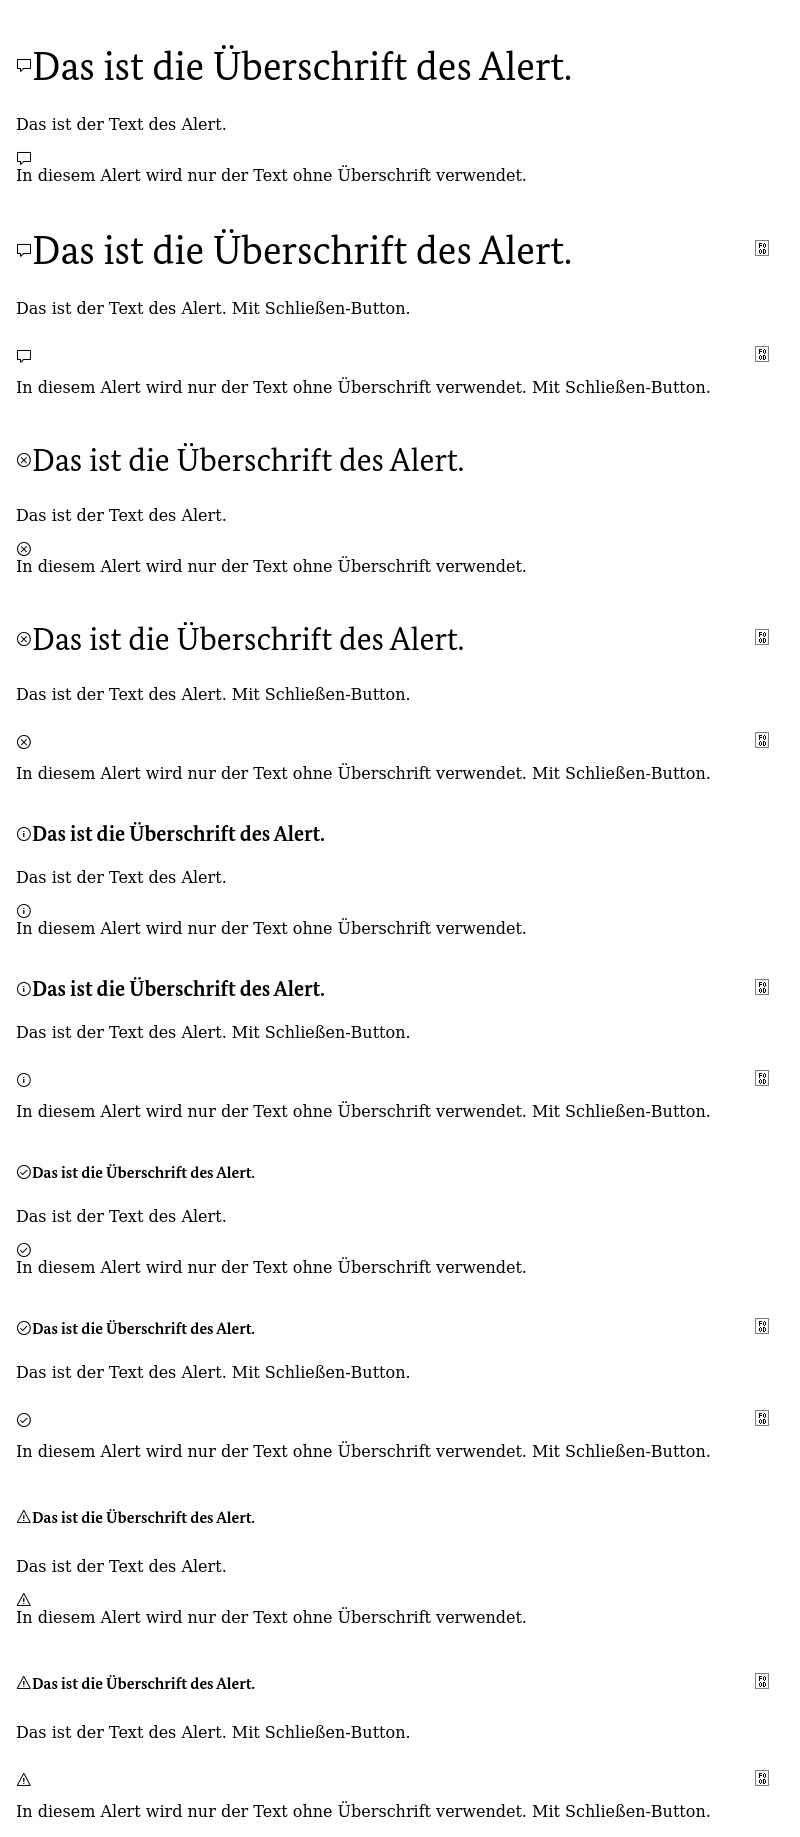 Das ist die Überschrift des Alert.
Das ist der Text des Alert.
In diesem Alert wird nur der Text ohne Überschrift verwendet.
Das ist die Überschrift des Alert.
Das ist der Text des Alert. Mit Schließen-Button.
In diesem Alert wird nur der Text ohne Überschrift verwendet. Mit Schließen-Button.
Das ist die Überschrift des Alert.
Das ist der Text des Alert.
In diesem Alert wird nur der Text ohne Überschrift verwendet.
Das ist die Überschrift des Alert.
Das ist der Text des Alert. Mit Schließen-Button.
In diesem Alert wird nur der Text ohne Überschrift verwendet. Mit Schließen-Button.
Das ist die Überschrift des Alert.
Das ist der Text des Alert.
In diesem Alert wird nur der Text ohne Überschrift verwendet.
Das ist die Überschrift des Alert.
Das ist der Text des Alert. Mit Schließen-Button.
In diesem Alert wird nur der Text ohne Überschrift verwendet. Mit Schließen-Button.
Das ist die Überschrift des Alert.
Das ist der Text des Alert.
In diesem Alert wird nur der Text ohne Überschrift verwendet.
Das ist die Überschrift des Alert.
Das ist der Text des Alert. Mit Schließen-Button.
In diesem Alert wird nur der Text ohne Überschrift verwendet. Mit Schließen-Button.
Das ist die Überschrift des Alert.
Das ist der Text des Alert.
In diesem Alert wird nur der Text ohne Überschrift verwendet.
Das ist die Überschrift des Alert.
Das ist der Text des Alert. Mit Schließen-Button.
In diesem Alert wird nur der Text ohne Überschrift verwendet. Mit Schließen-Button.